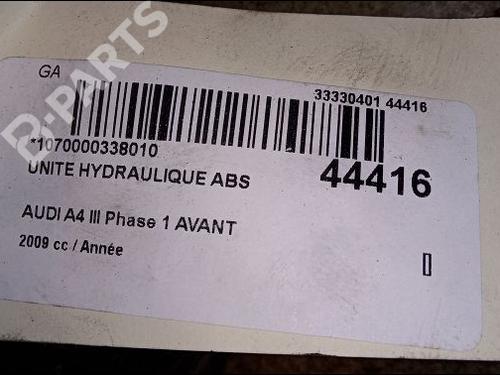 GA
33330401 44416
*1070000338010
44416
UNITE HYDRAULIQUE ABS
AUDI A4 III Phase 1 AVANT
2009 cc / Année
[]
B-PARTS